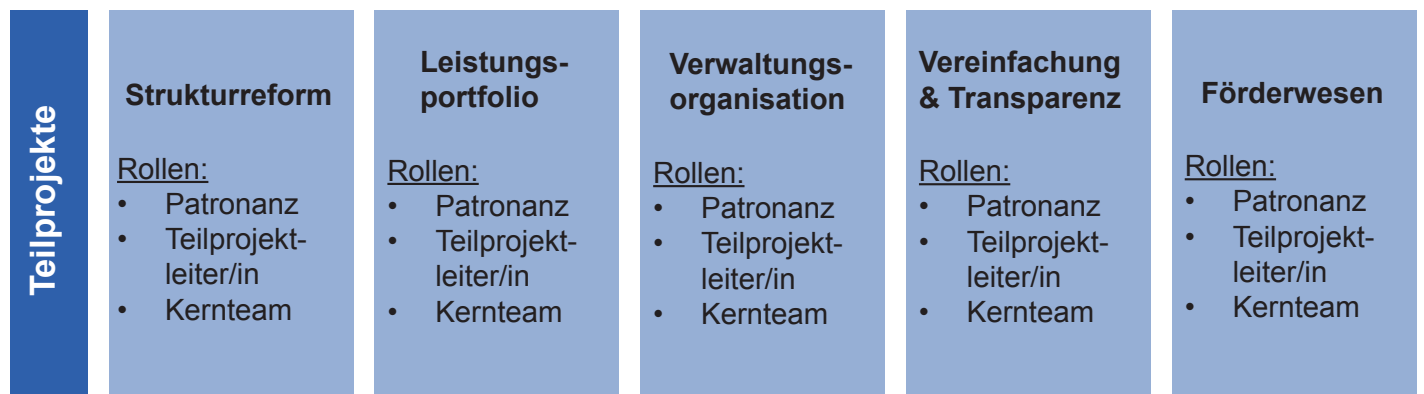 Teilprojekte
Strukturreform
Rollen:
• Patronanz
• Teilprojekt-
leiter/in
• Kernteam
Leistungs-
portfolio
Rollen:
• Patronanz
• Teilprojekt-
leiter/in
• Kernteam
Verwaltungs-
organisation
Rollen:
• Patronanz
• Teilprojekt-
leiter/in
• Kernteam
Vereinfachung
& Transparenz
Rollen:
• Patronanz
• Teilprojekt-
leiter/in
• Kernteam
Förderwesen
Rollen:
• Patronanz
• Teilprojekt-
leiter/in
• Kernteam